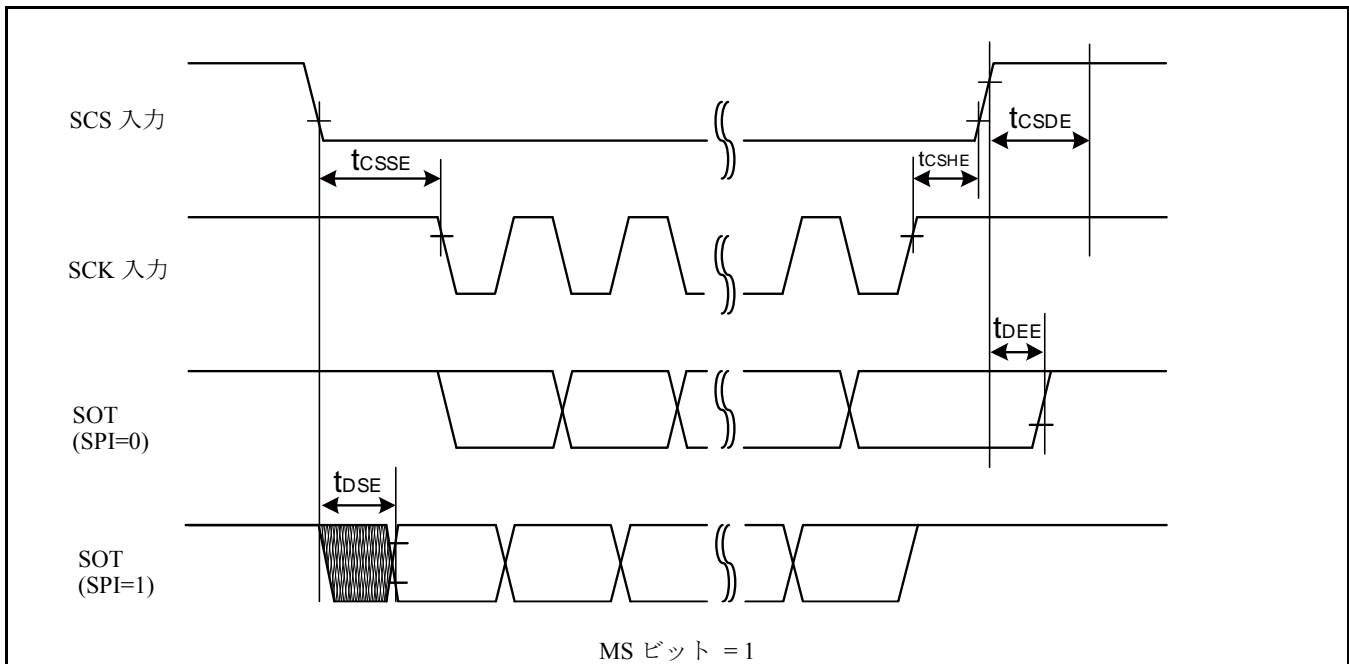 SCS 入力
tCSSE
tCSHE
tCSDE
SCK 入力
tDEE
SOT
(SPI=0)
tDSE
SOT
(SPI=1)
MS ビット = 1